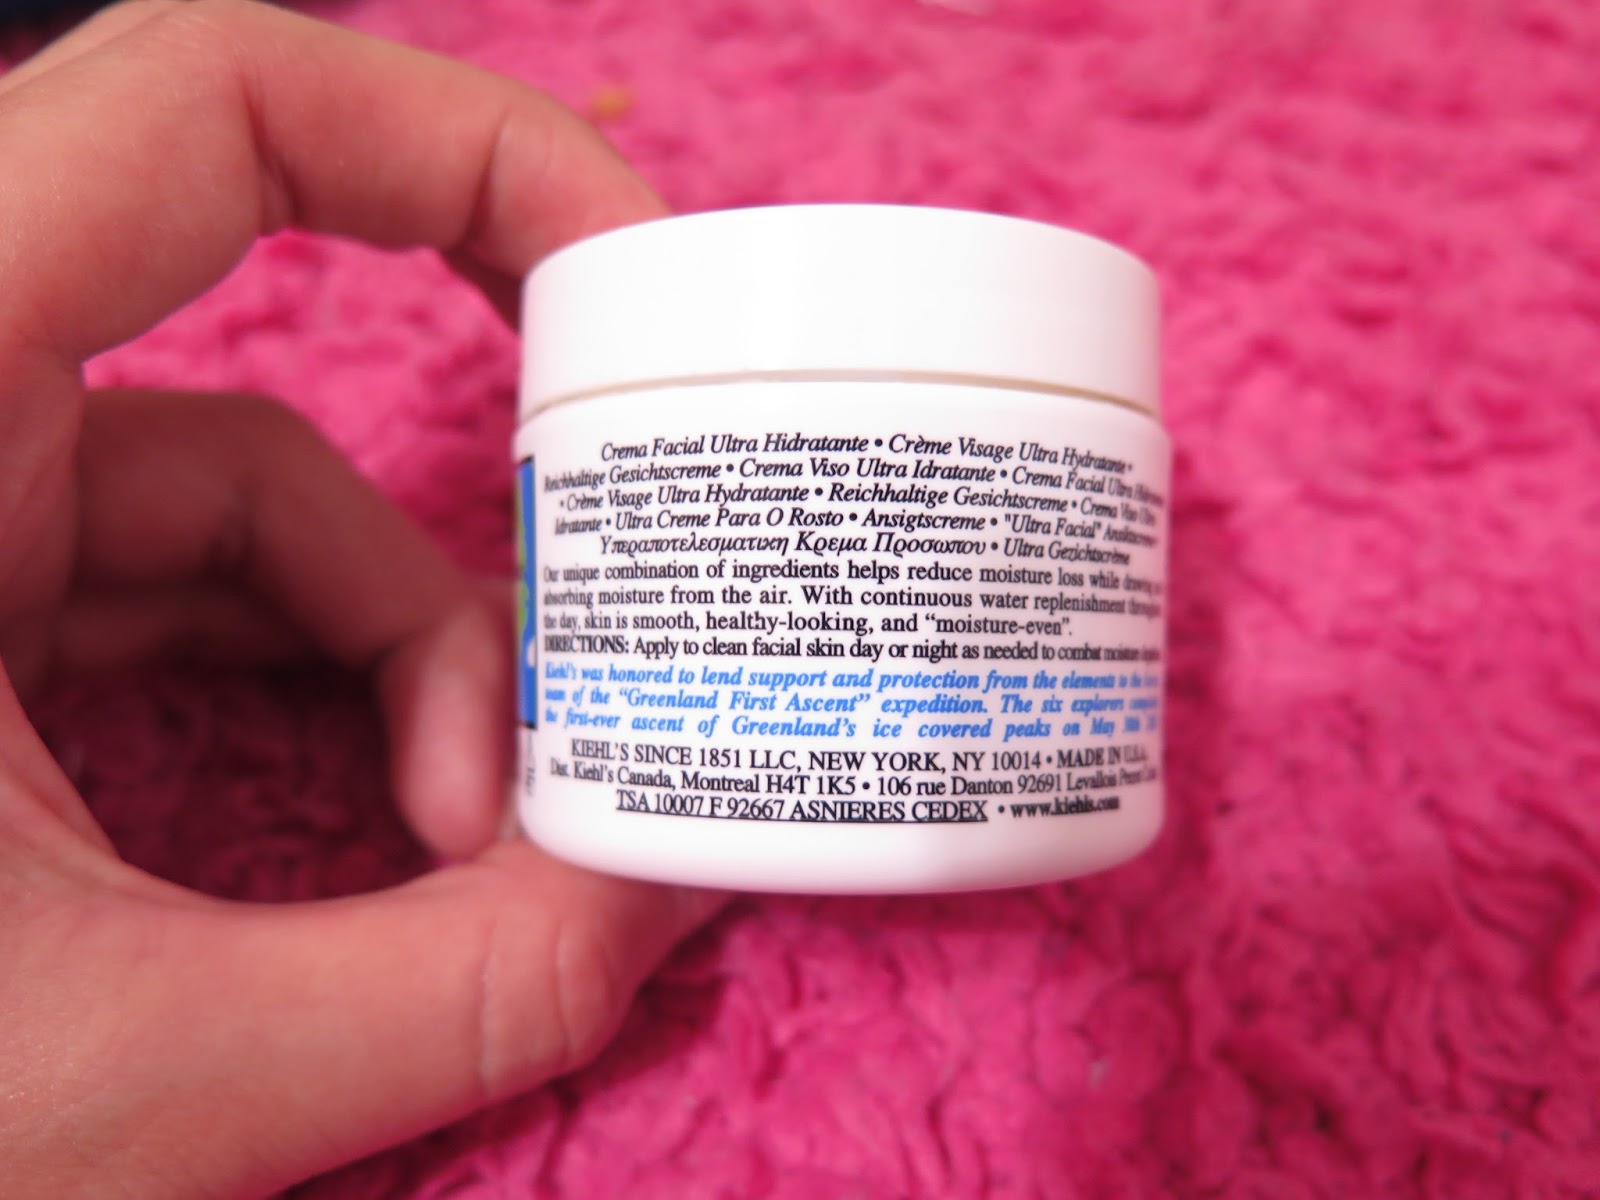 Crema Facial Ultra Hidratante • Crème Visage Ultra Hydratante •
Reichhaltige Gesichtscreme • Crema Viso Ultra Idratante • Crema Facial Ultra
• Crème Visage Ultra Hydratante • Reichhaltige Gesichtscreme • Crema Viso Ultra
Idratante • Ultra Creme Para O Rosto • Ansigtscreme • "Ultra Facial"
Υπεραποτελεσματικη Κρεμα Προσωπου • Ultra Gezichtscrème
Our unique combination of ingredients helps reduce moisture loss while drawing
absorbing moisture from the air. With continuous water replenishment
the day, skin is smooth, healthy-looking, and “moisture-even”.
DIRECTIONS: Apply to clean facial skin day or night as needed to combat moisture
Kiehl's was honored to lend support and protection from the elements to the
team of the “Greenland First Ascent” expedition. The six explorers
the first-ever ascent of Greenland's ice covered peaks on May
KIEHL'S SINCE 1851 LLC, NEW YORK, NY 10014 • MADE IN U.S.A.
Dist. Kiehl's Canada, Montreal H4T 1K5 • 106 rue Danton 92691 Levallois
TSA 10007 F 92667 ASNIERES CEDEX • www.kiehls.com